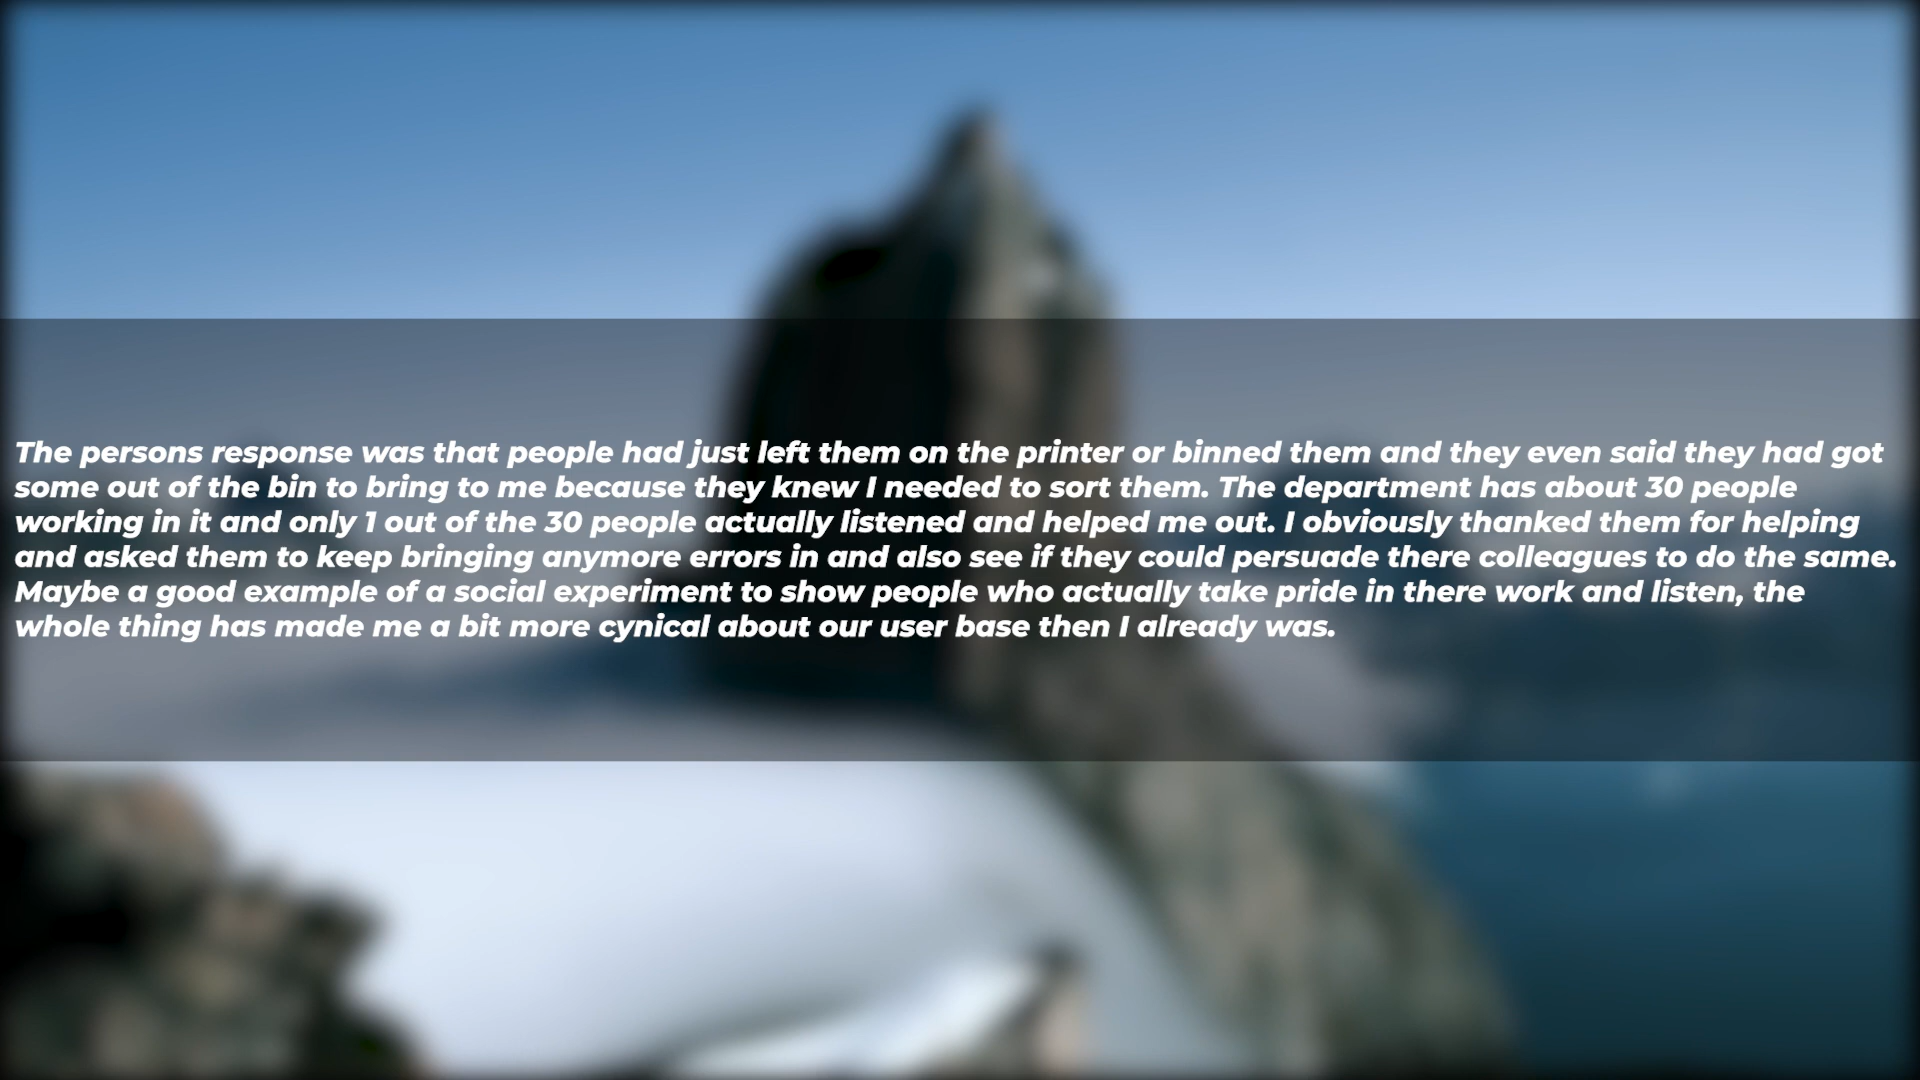 The persons response was that people had just left them on the printer or binned them and they even said they had got
some out of the bin to bring to me because they knew I needed to sort them. The department has about 30 people
working in it and only 1 out of the 30 people actually listened and helped me out. I obviously thanked them for helping
and asked them to keep bringing anymore errors in and also see if they could persuade there colleagues to do the same.
Maybe a good example of a social experiment to show people who actually take pride in there work and listen, the
whole thing has made me a bit more cynical about our user base then I already was.